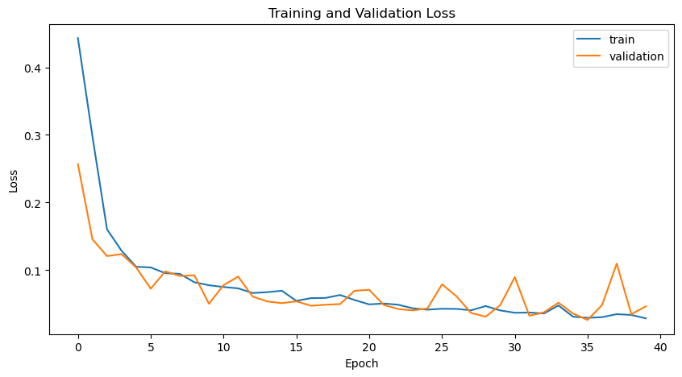 Training and Validation Loss
train
validation
Loss
0.4
0.3
0.2
0.1
0 5 10 15 20 25 30 35 40
Epoch